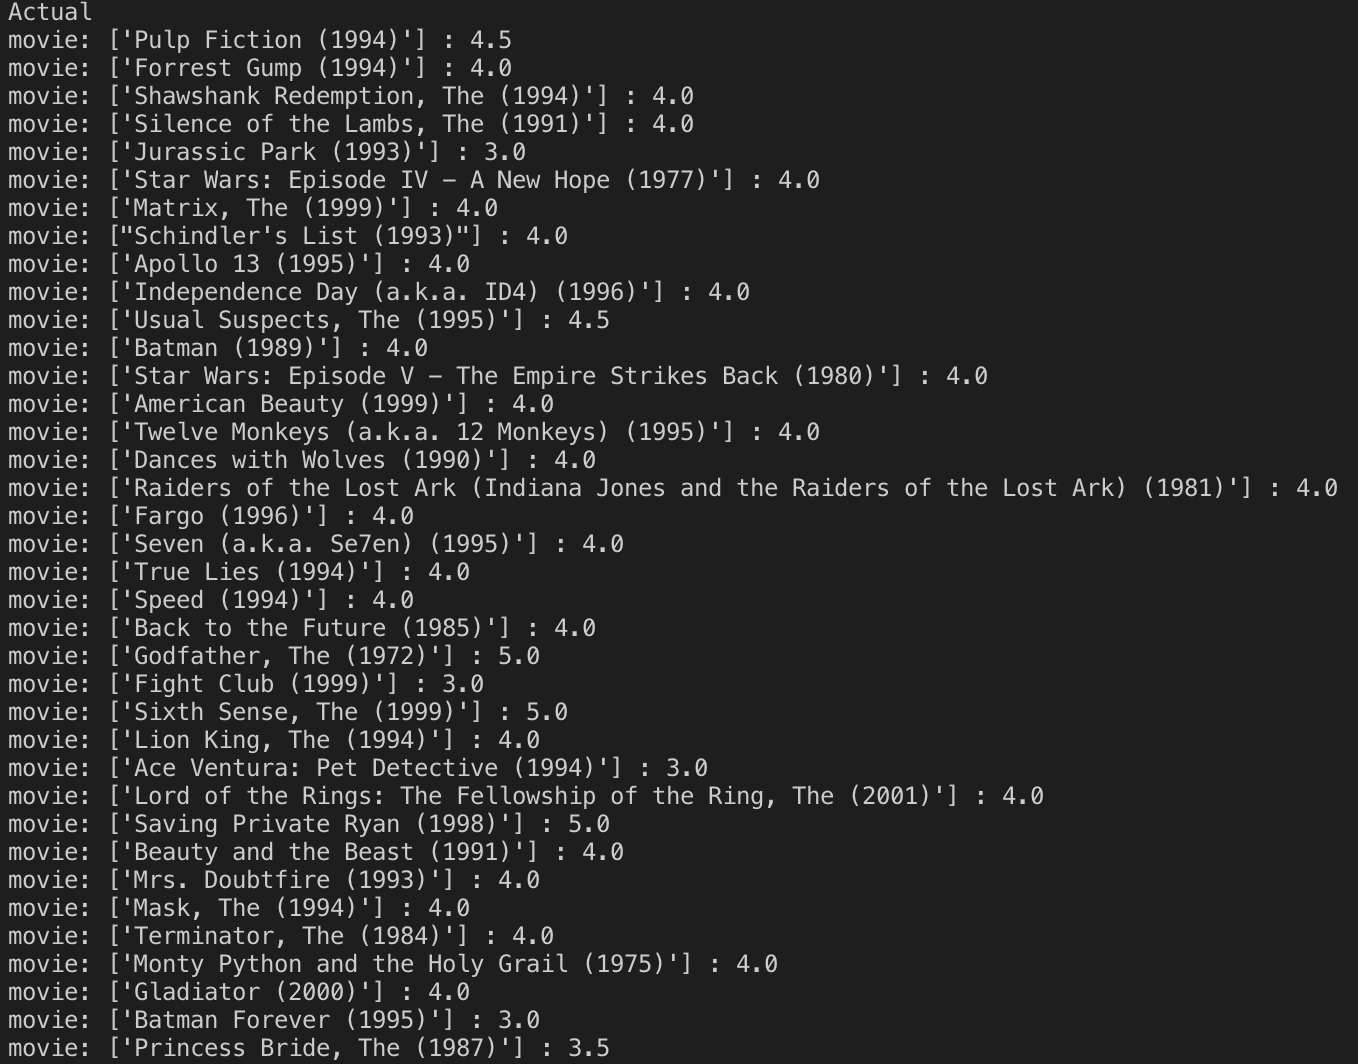 Actual
movie: ['Pulp Fiction (1994)'] : 4.5
movie: ['Forrest Gump (1994)'] : 4.0
movie: ['Shawshank Redemption, The (1994)'] : 4.0
movie: ['Silence of the Lambs, The (1991)'] : 4.0
movie: ['Jurassic Park (1993)'] : 3.0
movie: ['Star Wars: Episode IV – A New Hope (1977)'] : 4.0
movie: ['Matrix, The (1999)'] : 4.0
movie: ["Schindler's List (1993)"] : 4.0
movie: ['Apollo 13 (1995)'] : 4.0
movie: ['Independence Day (a.k.a. ID4) (1996)'] : 4.0
movie: ['Usual Suspects, The (1995)'] : 4.5
movie: ['Batman (1989)'] : 4.0
movie: ['Star Wars: Episode V – The Empire Strikes Back (1980)'] : 4.0
movie: ['American Beauty (1999)'] : 4.0
movie: ['Twelve Monkeys (a.k.a. 12 Monkeys) (1995)'] : 4.0
movie: ['Dances with Wolves (1990)'] : 4.0
movie: ['Raiders of the Lost Ark (Indiana Jones and the Raiders of the Lost Ark) (1981)'] : 4.0
movie: ['Fargo (1996)'] : 4.0
movie: ['Seven (a.k.a. Se7en) (1995)'] : 4.0
movie: ['True Lies (1994)'] : 4.0
movie: ['Speed (1994)'] : 4.0
movie: ['Back to the Future (1985)'] : 4.0
movie: ['Godfather, The (1972)'] : 5.0
movie: ['Fight Club (1999)'] : 3.0
movie: ['Sixth Sense, The (1999)'] : 5.0
movie: ['Lion King, The (1994)'] : 4.0
movie: ['Ace Ventura: Pet Detective (1994)'] : 3.0
movie: ['Lord of the Rings: The Fellowship of the Ring, The (2001)'] : 4.0
movie: ['Saving Private Ryan (1998)'] : 5.0
movie: ['Beauty and the Beast (1991)'] : 4.0
movie: ['Mrs. Doubtfire (1993)'] : 4.0
movie: ['Mask, The (1994)'] : 4.0
movie: ['Terminator, The (1984)'] : 4.0
movie: ['Monty Python and the Holy Grail (1975)'] : 4.0
movie: ['Gladiator (2000)'] : 4.0
movie: ['Batman Forever (1995)'] : 3.0
movie: ['Princess Bride, The (1987)'] : 3.5